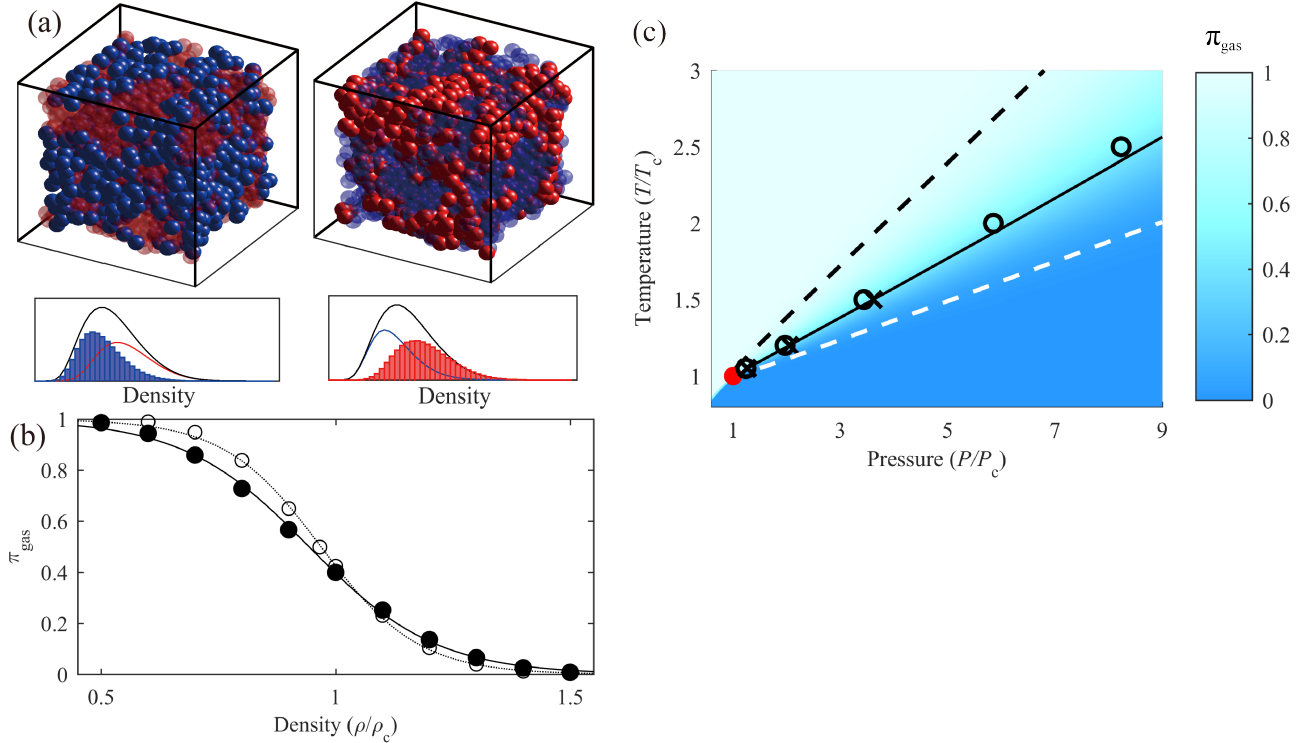 (a)
Density
Density
(b)
1
0.8
0.6
0.4
0.2
0
π_gas
0.5
1
1.5
Density (ρ/ρ_c)
(c)
π_gas
3
2.5
2
1.5
1
Temperature (T/T_c)
1
3
5
7
9
Pressure (P/P_c)
1
0.8
0.6
0.4
0.2
0